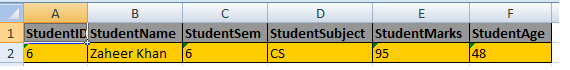 A B C D E F
1 StudentID StudentName StudentSem StudentSubject StudentMarks StudentAge
2 6 Zaheer Khan 6 CS 95 48